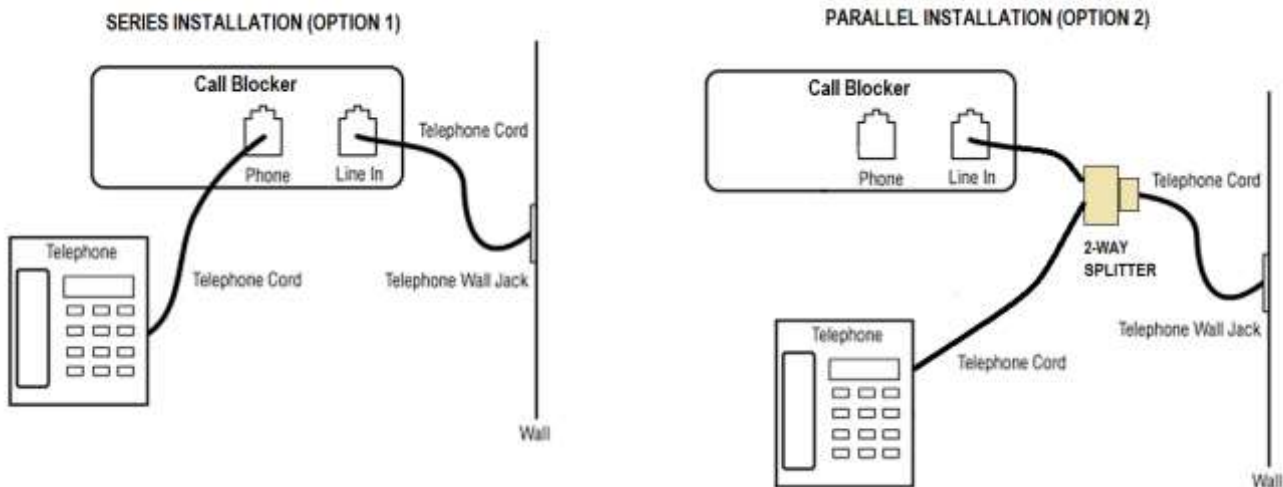 SERIES INSTALLATION (OPTION 1)
Call Blocker
Telephone Cord
Phone
Line In
Telephone
Telephone Cord
Telephone Wall Jack
Wall
PARALLEL INSTALLATION (OPTION 2)
Call Blocker
Phone
Line In
Telephone Cord
2-WAY
SPLITTER
Telephone
Telephone Wall Jack
Telephone Cord
Wall